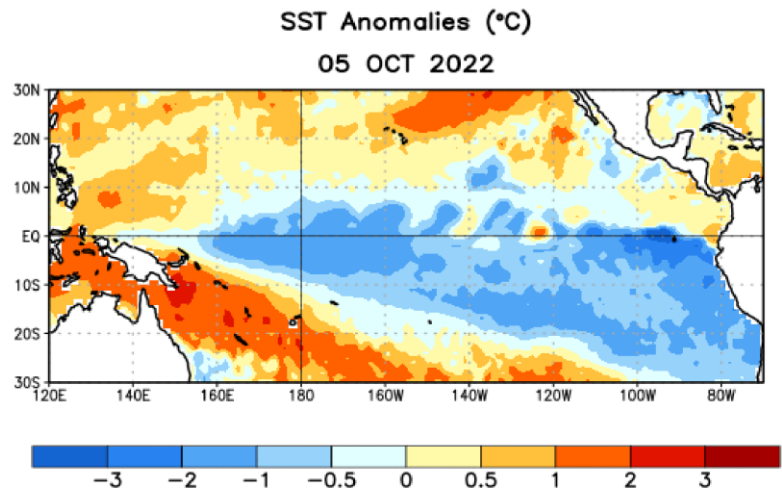 SST Anomalies (°C)
05 OCT 2022
30N
20N
10N
EQ
10S
20S
30S
120E 140E 160E 180 160W 140W 120W 100W 80W
-3 -2 -1 -0.5 0 0.5 1 2 3